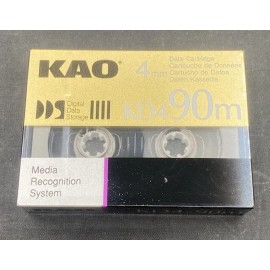 KAO
4mm
Data Cartridge
Cartouche de Données
Cartucho de Datos
Daten Kassette
DDS
Digital
Data
Storage
KD4 90m
Media
Recognition
System